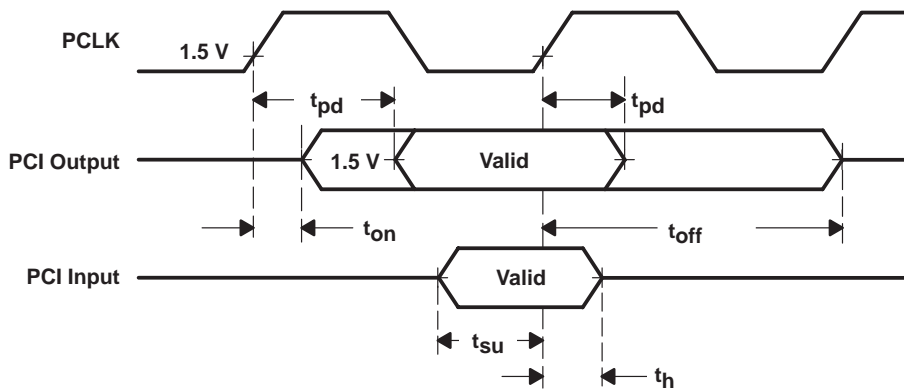 PCLK
1.5 V
tpd
tpd
PCI Output
1.5 V
Valid
ton
toff
PCI Input
Valid
tsu
th